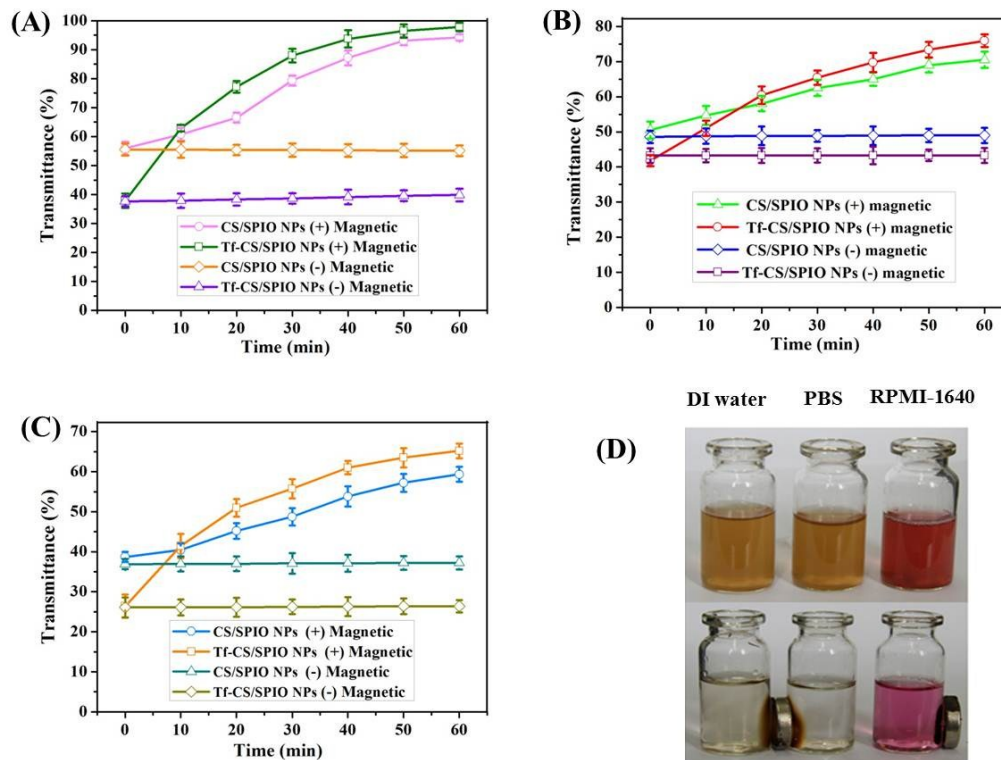 (A)
100
90
80
70
60
50
40
30
20
10
0
Transmittance (%)
CS/SPIO NPs (+) Magnetic
Tf-CS/SPIO NPs (+) Magnetic
CS/SPIO NPs (-) Magnetic
Tf-CS/SPIO NPs (-) Magnetic
0 10 20 30 40 50 60
Time (min)
(B)
80
70
60
50
40
30
20
10
0
Transmittance (%)
CS/SPIO NPs (+) magnetic
Tf-CS/SPIO NPs (+) magnetic
CS/SPIO NPs (-) magnetic
Tf-CS/SPIO NPs (-) magnetic
0 10 20 30 40 50 60
Time (min)
(C)
70
60
50
40
30
20
10
0
Transmittance (%)
CS/SPIO NPs (+) Magnetic
Tf-CS/SPIO NPs (+) Magnetic
CS/SPIO NPs (-) Magnetic
Tf-CS/SPIO NPs (-) Magnetic
0 10 20 30 40 50 60
Time (min)
DI water PBS RPMI-1640
(D)